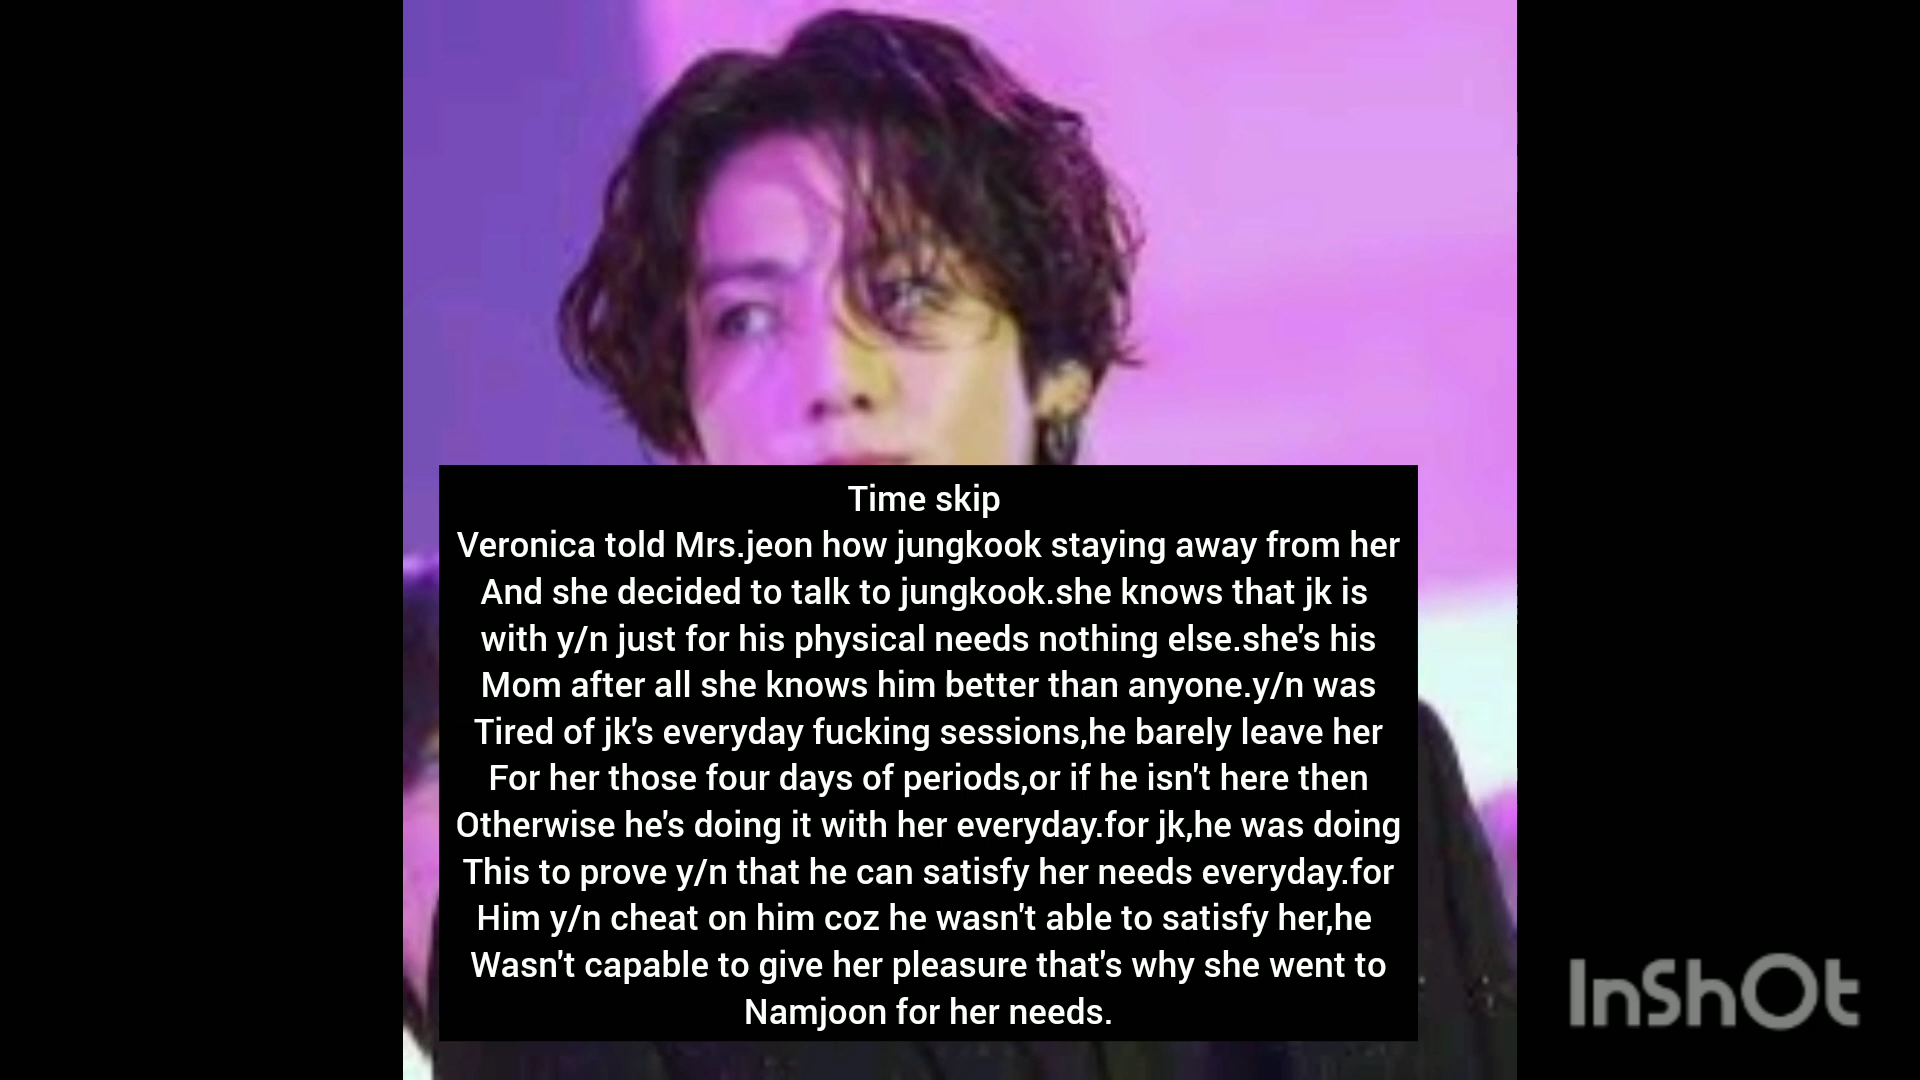 Time skip
Veronica told Mrs.jeon how jungkook staying away from her
And she decided to talk to jungkook.she knows that jk is
with y/n just for his physical needs nothing else.she's his
Mom after all she knows him better than anyone.y/n was
Tired of jk's everyday fucking sessions,he barely leave her
For her those four days of periods,or if he isn't here then
Otherwise he's doing it with her everyday.for jk,he was doing
This to prove y/n that he can satisfy her needs everyday.for
Him y/n cheat on him coz he wasn't able to satisfy her,he
Wasn't capable to give her pleasure that's why she went to
Namjoon for her needs.
InShOt